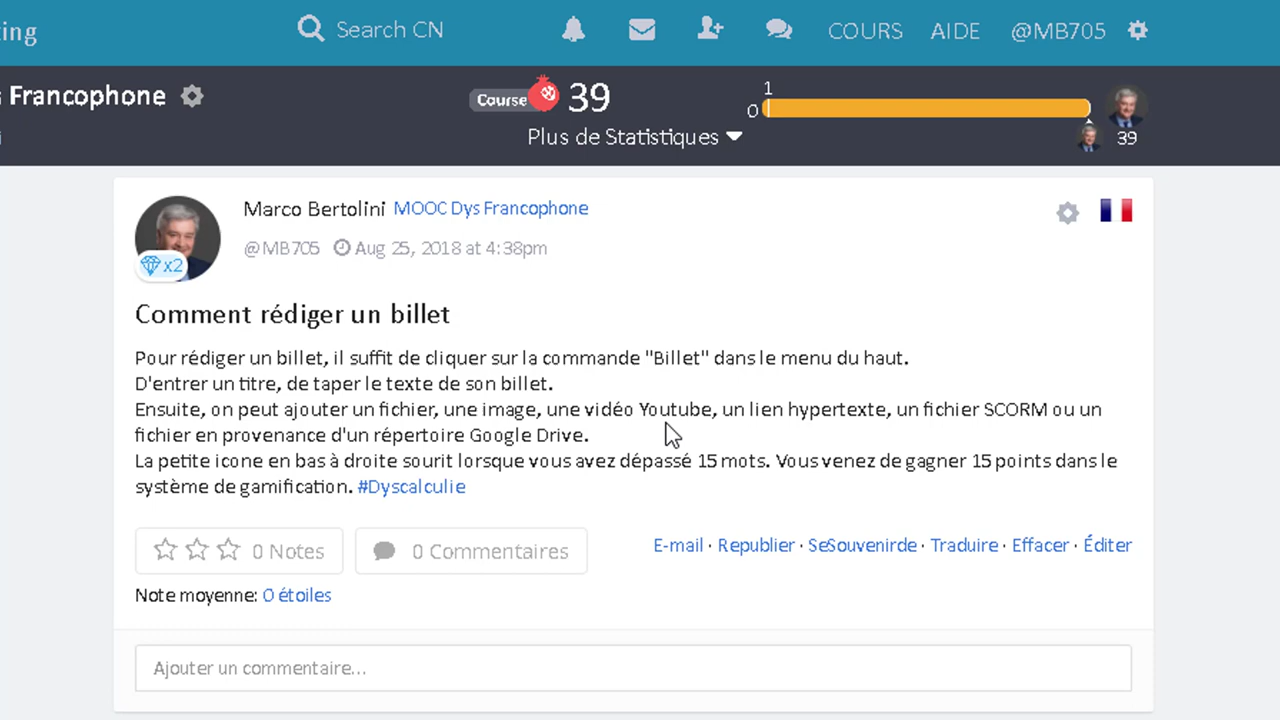 ting
Search CN
COURS
AIDE
@MB705
Francophone
Course
39
Plus de Statistiques
1
0
39
Marco Bertolini MOOC Dys Francophone
@MB705 Aug 25, 2018 at 4:38pm
x2
Comment rédiger un billet
Pour rédiger un billet, il suffit de cliquer sur la commande "Billet" dans le menu du haut.
D'entrer un titre, de taper le texte de son billet.
Ensuite, on peut ajouter un fichier, une image, une vidéo Youtube, un lien hypertexte, un fichier SCORM ou un
fichier en provenance d'un répertoire Google Drive.
La petite icone en bas à droite sourit lorsque vous avez dépassé 15 mots. Vous venez de gagner 15 points dans le
système de gamification. #Dyscalculie
0 Notes
0 Commentaires
E-mail · Republier · SeSouvenirde · Traduire · Effacer · Éditer
Note moyenne: 0 étoiles
Ajouter un commentaire...